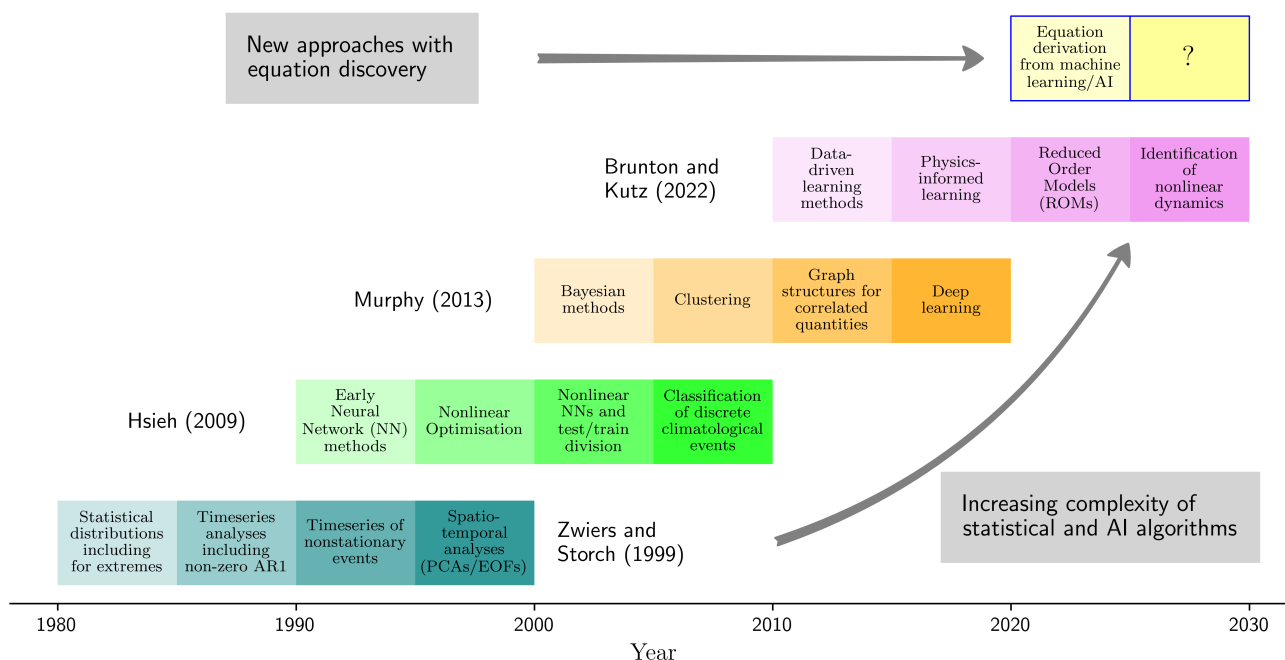 New approaches with
equation discovery
Equation
derivation
from machine
learning/AI
?
Brunton and
Kutz (2022)
Data-
driven
learning
methods
Physics-
informed
learning
Reduced
Order
Models
(ROMs)
Identification
of
nonlinear
dynamics
Murphy (2013)
Bayesian
methods
Clustering
Graph
structures for
correlated
quantities
Deep
learning
Hsieh (2009)
Early
Neural
Network (NN)
methods
Nonlinear
Optimisation
Nonlinear
NNs and
test/train
division
Classification
of discrete
climatological
events
Increasing complexity of
statistical and AI algorithms
Statistical
distributions
including
for extremes
Timeseries
analyses
including
non-zero AR1
Timeseries of
nonstationary
events
Spatio-
temporal
analyses
(PCAs/EOFs)
Zwiers and
Storch (1999)
1980
1990
2000
2010
2020
2030
Year